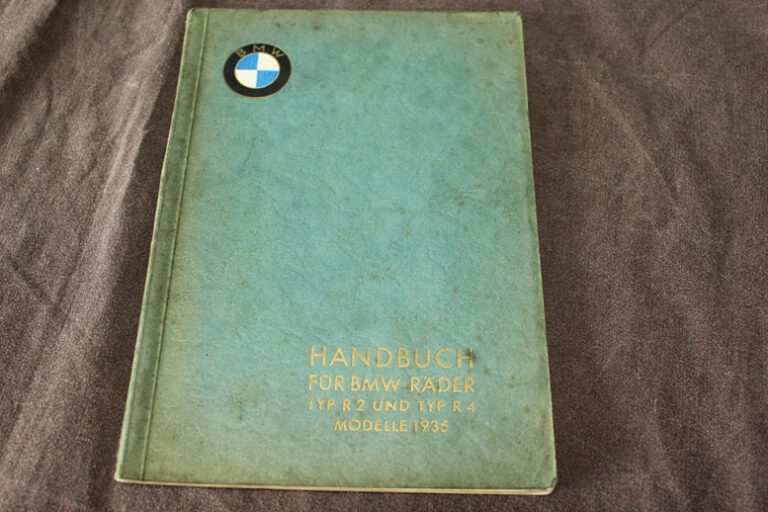 BMW
HANDBUCH
FÜR BMW-RÄDER
TYP R 2 UND TYP R 4
MODELLE 1935